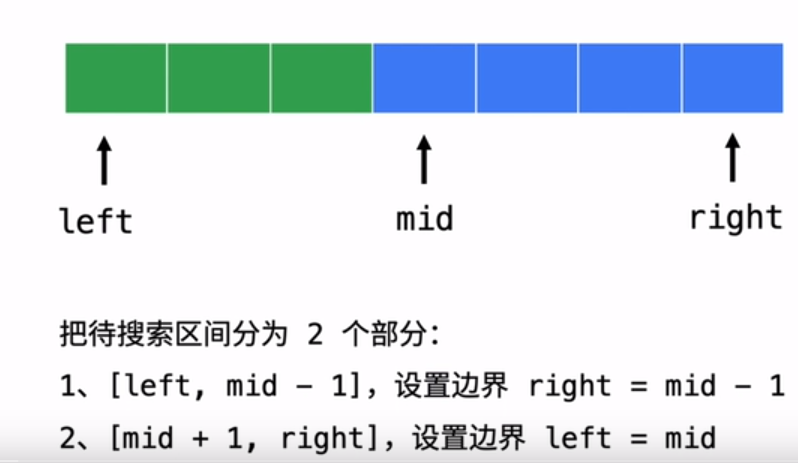 left mid right
把待搜索区间分为 2 个部分：
1、[left, mid - 1]，设置边界 right = mid - 1
2、[mid + 1, right]，设置边界 left = mid